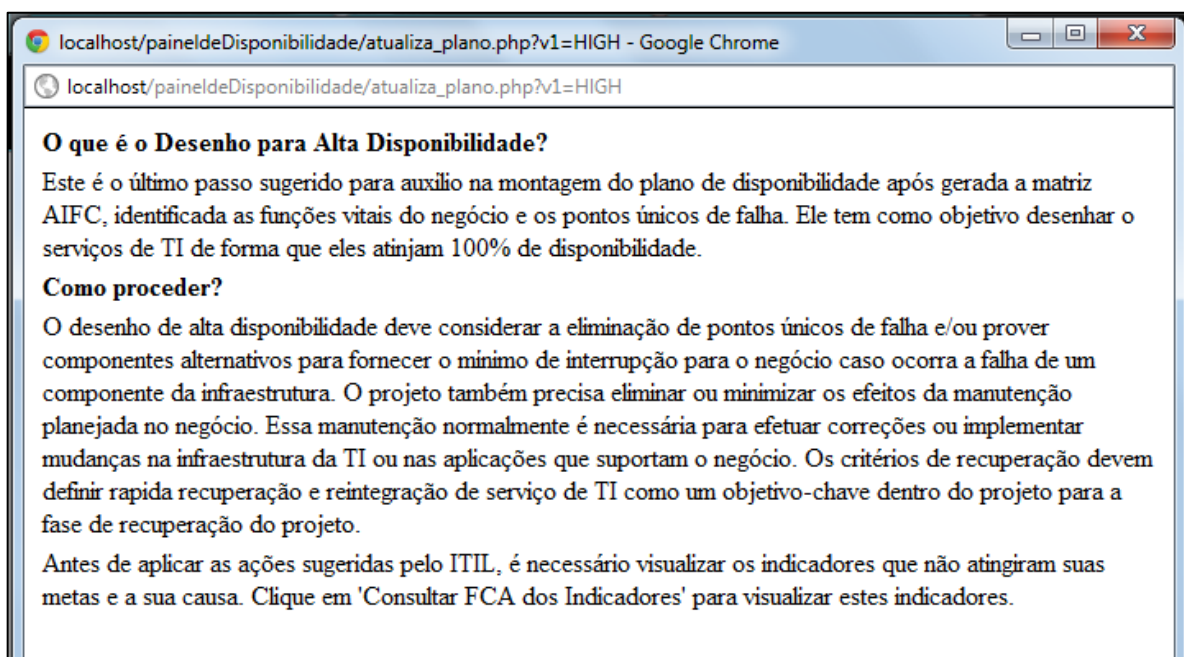 localhost/paineldeDisponibilidade/atualiza_plano.php?v1=HIGH - Google Chrome
localhost/paineldeDisponibilidade/atualiza_plano.php?v1=HIGH
O que é o Desenho para Alta Disponibilidade?
Este é o último passo sugerido para auxilio na montagem do plano de disponibilidade após gerada a matriz
AIFC, identificada as funções vitais do negócio e os pontos únicos de falha. Ele tem como objetivo desenhar o
serviços de TI de forma que eles atinjam 100% de disponibilidade.
Como proceder?
O desenho de alta disponibilidade deve considerar a eliminação de pontos únicos de falha e/ou prover
componentes alternativos para fornecer o minimo de interrupção para o negócio caso ocorra a falha de um
componente da infraestrutura. O projeto também precisa eliminar ou minimizar os efeitos da manutenção
planejada no negócio. Essa manutenção normalmente é necessária para efetuar correções ou implementar
mudanças na infraestrutura da TI ou nas aplicações que suportam o negócio. Os critérios de recuperação devem
definir rapida recuperação e reintegração de serviço de TI como um objetivo-chave dentro do projeto para a
fase de recuperação do projeto.
Antes de aplicar as ações sugeridas pelo ITIL, é necessário visualizar os indicadores que não atingiram suas
metas e a sua causa. Clique em 'Consultar FCA dos Indicadores' para visualizar estes indicadores.